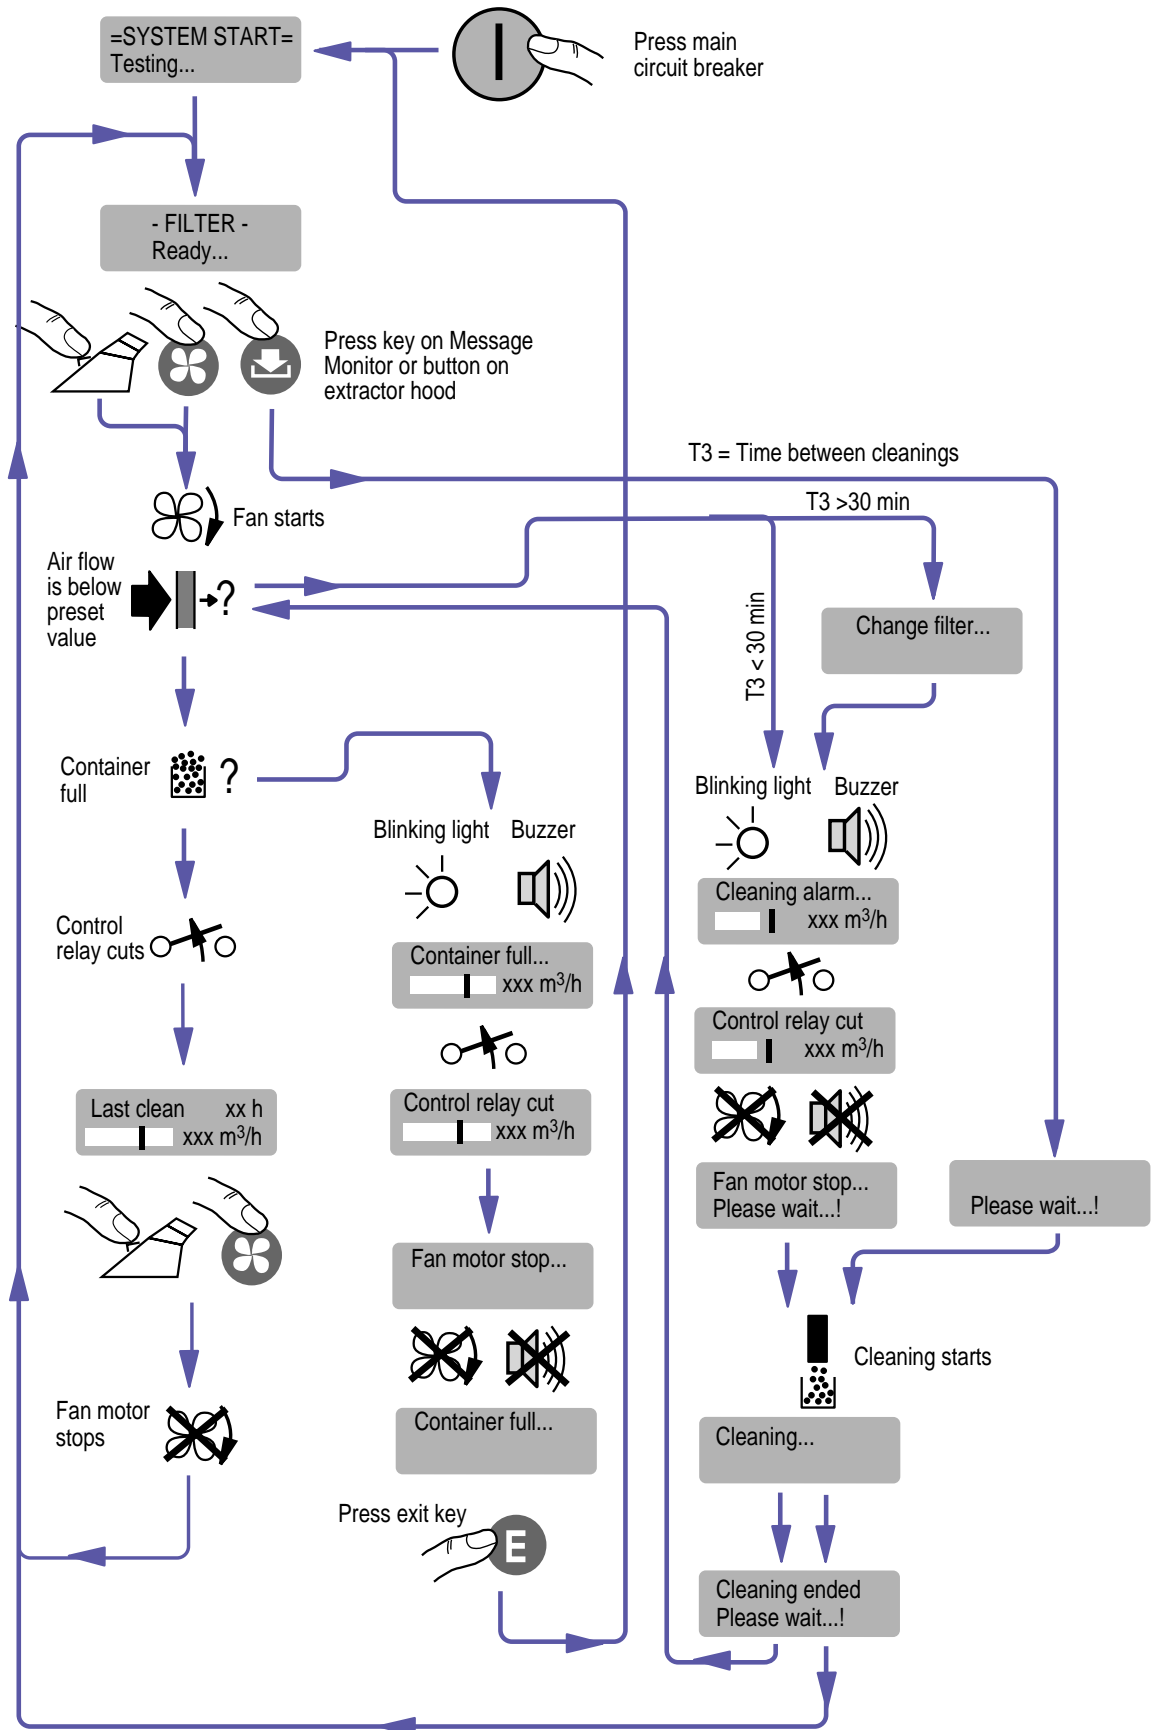 =SYSTEM START=
Testing...
Press main
circuit breaker
- FILTER -
Ready...
Press key on Message
Monitor or button on
extractor hood
T3 = Time between cleanings
T3 >30 min
Fan starts
Air flow
is below
preset
value
?
T3 < 30 min
Change filter...
Container
full
?
Blinking light Buzzer
Blinking light Buzzer
Cleaning alarm...
xxx m³/h
Control
relay cuts
Container full...
xxx m³/h
Control relay cut
xxx m³/h
Last clean xx h
xxx m³/h
Control relay cut
xxx m³/h
Fan motor stop...
Please wait...!
Please wait...!
Fan motor stop...
Cleaning starts
Fan motor
stops
Container full...
Cleaning...
Press exit key
E
Cleaning ended
Please wait...!